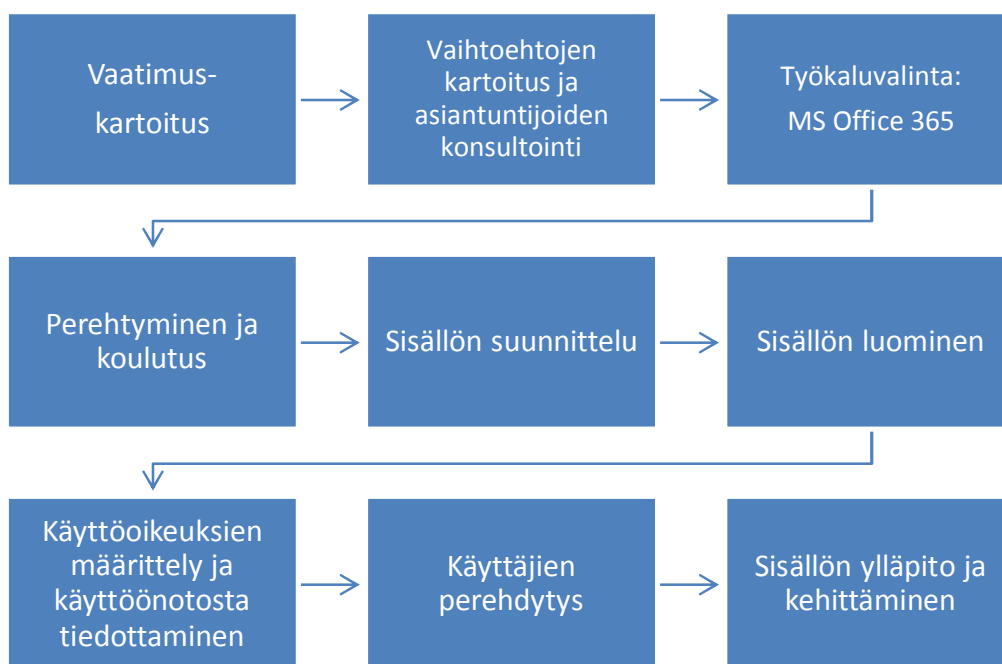 Vaatimus-
kartoitus
Vaihtoehtojen
kartoitus ja
asiantuntijoiden
konsultointi
Työkaluvalinta:
MS Office 365
Perehtyminen ja
koulutus
Sisällön suunnittelu
Sisällön luominen
Käyttöoikeuksien
määrittely ja
käyttöönotosta
tiedottaminen
Käyttäjien
perehdytys
Sisällön ylläpito ja
kehittäminen